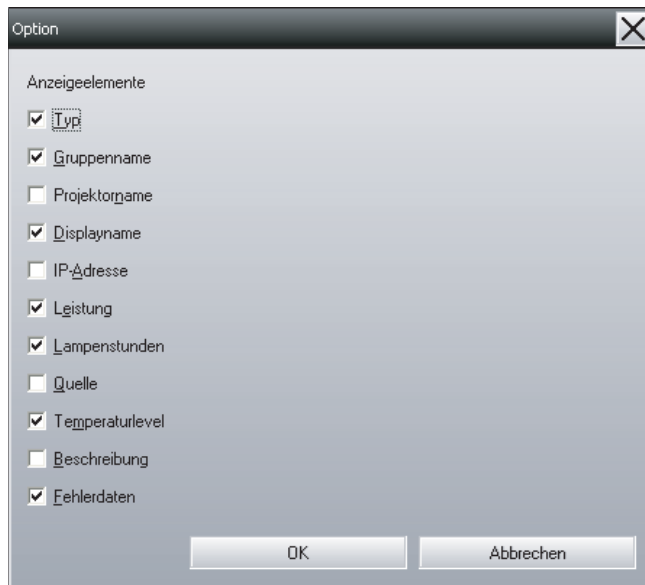 Option
Anzeigeelemente
Typ
Gruppenname
Projektorname
Displayname
IP-Adresse
Leistung
Lampenstunden
Quelle
Temperaturlevel
Beschreibung
Fehlerdaten
OK Abbrechen